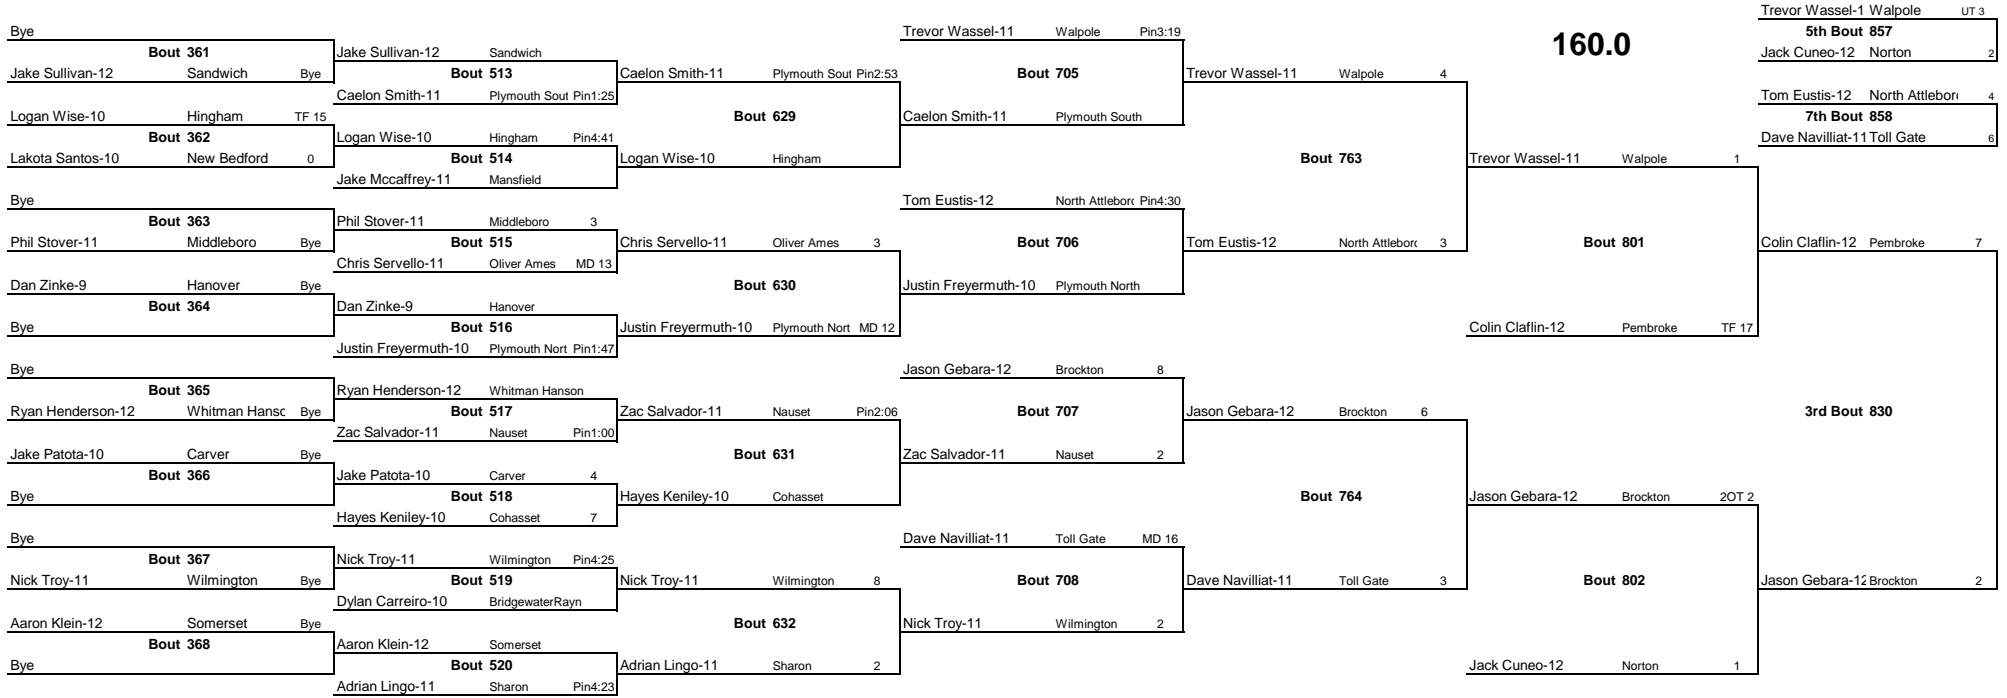 160.0
Bye
Bout 361
Jake Sullivan-12 Sandwich Bye
Logan Wise-10 Hingham TF 15
Bout 362
Lakota Santos-10 New Bedford 0
Bye
Bout 363
Phil Stover-11 Middleboro Bye
Dan Zinke-9 Hanover Bye
Bout 364
Bye
Bye
Bout 365
Ryan Henderson-12 Whitman Hansc Bye
Jake Patota-10 Carver Bye
Bout 366
Bye
Bye
Bout 367
Nick Troy-11 Wilmington Bye
Aaron Klein-12 Somerset Bye
Bout 368
Bye
Jake Sullivan-12 Sandwich
Bout 513
Caelon Smith-11 Plymouth Sout Pin1:25
Logan Wise-10 Hingham Pin4:41
Bout 514
Jake Mccaffrey-11 Mansfield
Phil Stover-11 Middleboro 3
Bout 515
Chris Servello-11 Oliver Ames MD 13
Dan Zinke-9 Hanover
Bout 516
Justin Freyermuth-10 Plymouth Nort Pin1:47
Ryan Henderson-12 Whitman Hanson
Bout 517
Zac Salvador-11 Nauset Pin1:00
Jake Patota-10 Carver 4
Bout 518
Hayes Keniley-10 Cohasset 7
Nick Troy-11 Wilmington Pin4:25
Bout 519
Dylan Carreiro-10 BridgewaterRayn
Aaron Klein-12 Somerset
Bout 520
Adrian Lingo-11 Sharon Pin4:23
Caelon Smith-11 Plymouth Sout Pin2:53
Bout 629
Logan Wise-10 Hingham
Chris Servello-11 Oliver Ames 3
Bout 630
Justin Freyermuth-10 Plymouth Nort MD 12
Zac Salvador-11 Nauset Pin2:06
Bout 631
Hayes Keniley-10 Cohasset
Nick Troy-11 Wilmington 8
Bout 632
Adrian Lingo-11 Sharon 2
Trevor Wassel-11 Walpole Pin3:19
Bout 705
Caelon Smith-11 Plymouth South
Tom Eustis-12 North Attleborc Pin4:30
Bout 706
Justin Freyermuth-10 Plymouth North
Jason Gebara-12 Brockton 8
Bout 707
Zac Salvador-11 Nauset 2
Dave Navilliat-11 Toll Gate MD 16
Bout 708
Nick Troy-11 Wilmington 2
Trevor Wassel-11 Walpole 4
Bout 763
Tom Eustis-12 North Attleborc 3
Jason Gebara-12 Brockton 6
Bout 764
Dave Navilliat-11 Toll Gate 3
Trevor Wassel-11 Walpole 1
Bout 801
Colin Claflin-12 Pembroke TF 17
Jason Gebara-12 Brockton 2OT 2
Bout 802
Jack Cuneo-12 Norton 1
Colin Claflin-12 Pembroke 7
3rd Bout 830
Jason Gebara-12 Brockton 2
Trevor Wassel-1 Walpole UT 3
5th Bout 857
Jack Cuneo-12 Norton 2
Tom Eustis-12 North Attlebor 4
7th Bout 858
Dave Navilliat-11 Toll Gate 6